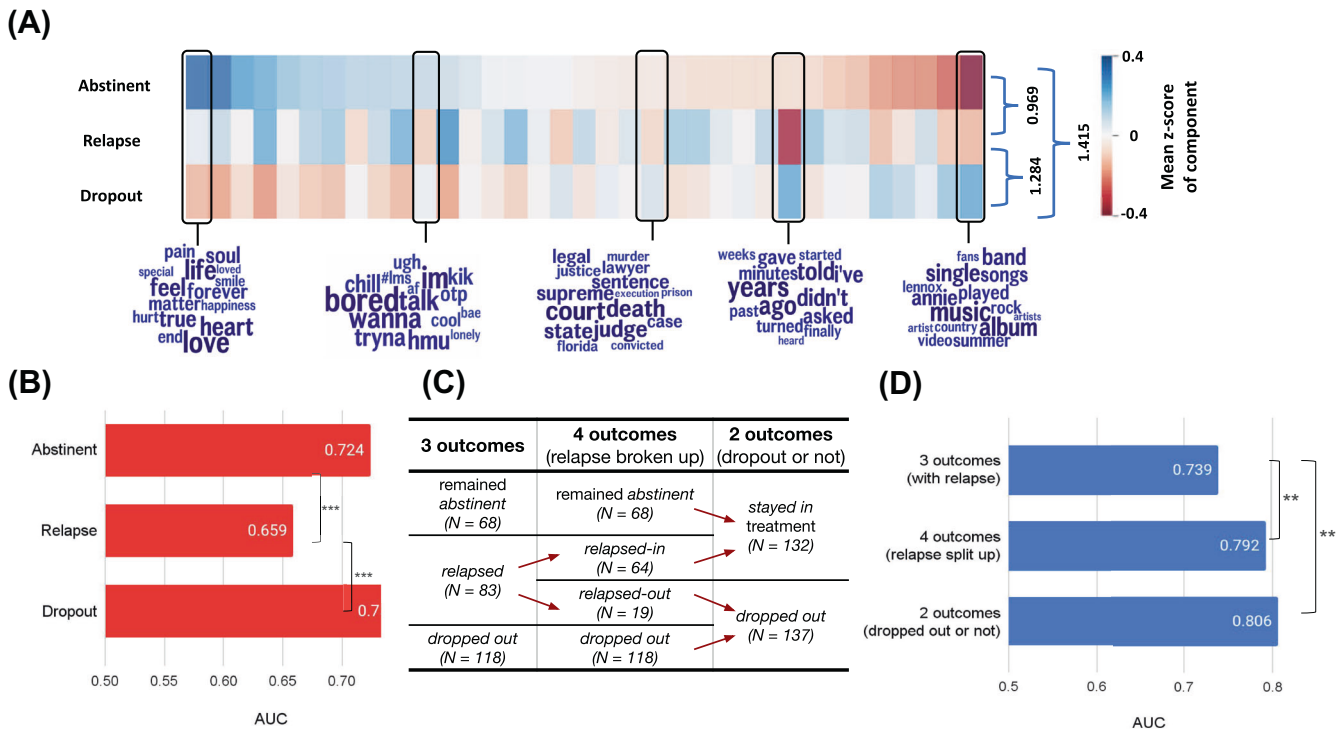 (A)
Abstinent
Relapse
Dropout
0.969
1.284
1.415
0.4
0
-0.4
Mean z-score
of component
pain soul
special life loved
feel smile
forever
matter happiness
hurt true heart
end love
ugh
chill #lms im kik
af
bored talk otp
wanna cool bae
tryna hmu lonely
legal murder
justice lawyer
sentence
supreme execution prison
court death
state judge case
florida convicted
weeks gave started
minutes told i've
years
ago didn't
past asked
turned finally
heard
fans band
single songs
lennox annie played
music rock
artists
artist country album
video summer
(B)
Abstinent
Relapse
Dropout
0.724
0.659
0.7
***
***
0.50 0.55 0.60 0.65 0.70
AUC
(C)
3 outcomes
4 outcomes
(relapse broken up)
2 outcomes
(dropout or not)
remained
abstinent
(N = 68)
remained abstinent
(N = 68)
stayed in
treatment
(N = 132)
relapsed
(N = 83)
relapsed-in
(N = 64)
relapsed-out
(N = 19)
dropped out
(N = 137)
dropped out
(N = 118)
dropped out
(N = 118)
(D)
3 outcomes
(with relapse)
0.739
4 outcomes
(relapse split up)
0.792
2 outcomes
(dropped out or not)
0.806
**
**
0.5 0.6 0.7 0.8
AUC